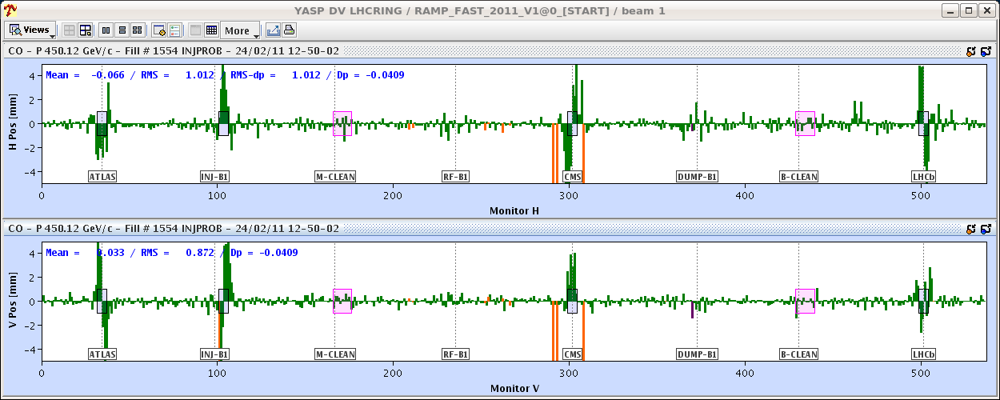 YASP DV LHCRING / RAMP_FAST_2011_V1@0_[START] / beam 1
Views More
CO - P 450.12 GeV/c - Fill # 1554 INJPROB - 24/02/11 12-50-02
Mean = -0.066 / RMS = 1.012 / RMS-dp = 1.012 / Dp = -0.0409
H Pos [mm]
4
2
0
-2
-4
ATLAS INJ-B1 M-CLEAN RF-B1 CMS DUMP-B1 B-CLEAN LHCb
0 100 200 300 400 500
Monitor H
CO - P 450.12 GeV/c - Fill # 1554 INJPROB - 24/02/11 12-50-02
Mean = 0.033 / RMS = 0.872 / Dp = -0.0409
V Pos [mm]
4
2
0
-2
-4
ATLAS INJ-B1 M-CLEAN RF-B1 CMS DUMP-B1 B-CLEAN LHCb
0 100 200 300 400 500
Monitor V